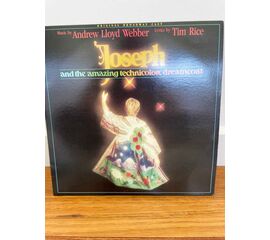 ORIGINAL BROADWAY CAST
Music by Andrew Lloyd Webber Lyrics by Tim Rice
Joseph
and the amazing technicolor dreamcoat